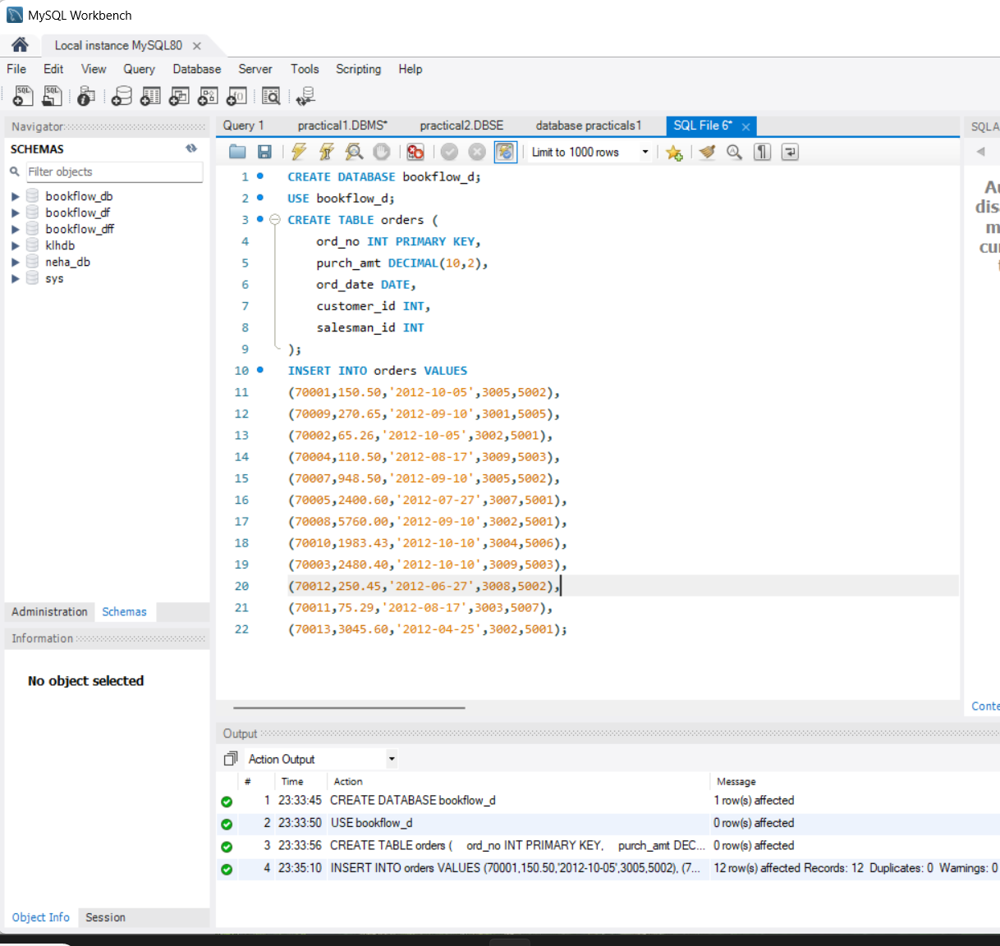 MySQL Workbench
Local instance MySQL80
File Edit View Query Database Server Tools Scripting Help
Navigator
SCHEMAS
Filter objects
bookflow_db
bookflow_df
bookflow_dff
klhdb
neha_db
sys
Administration Schemas
Information
No object selected
Object Info Session
Query 1 practical1.DBMS* practical2.DBSE database practicals1 SQL File 6*
Limit to 1000 rows
1 CREATE DATABASE bookflow_d;
2 USE bookflow_d;
3 CREATE TABLE orders (
4 ord_no INT PRIMARY KEY,
5 purch_amt DECIMAL(10,2),
6 ord_date DATE,
7 customer_id INT,
8 salesman_id INT
9 );
10 INSERT INTO orders VALUES
11 (70001,150.50,'2012-10-05',3005,5002),
12 (70009,270.65,'2012-09-10',3001,5005),
13 (70002,65.26,'2012-10-05',3002,5001),
14 (70004,110.50,'2012-08-17',3009,5003),
15 (70007,948.50,'2012-09-10',3005,5002),
16 (70005,2400.60,'2012-07-27',3007,5001),
17 (70008,5760.00,'2012-09-10',3002,5001),
18 (70010,1983.43,'2012-10-10',3004,5006),
19 (70003,2480.40,'2012-10-10',3009,5003),
20 (70012,250.45,'2012-06-27',3008,5002),
21 (70011,75.29,'2012-08-17',3003,5007),
22 (70013,3045.60,'2012-04-25',3002,5001);
SQLA
Au
dis
m
cu
Conte
Output
Action Output
# Time Action Message
1 23:33:45 CREATE DATABASE bookflow_d 1 row(s) affected
2 23:33:50 USE bookflow_d 0 row(s) affected
3 23:33:56 CREATE TABLE orders ( ord_no INT PRIMARY KEY, purch_amt DEC... 0 row(s) affected
4 23:35:10 INSERT INTO orders VALUES (70001,150.50,'2012-10-05',3005,5002), (7... 12 row(s) affected Records: 12 Duplicates: 0 Warnings: 0